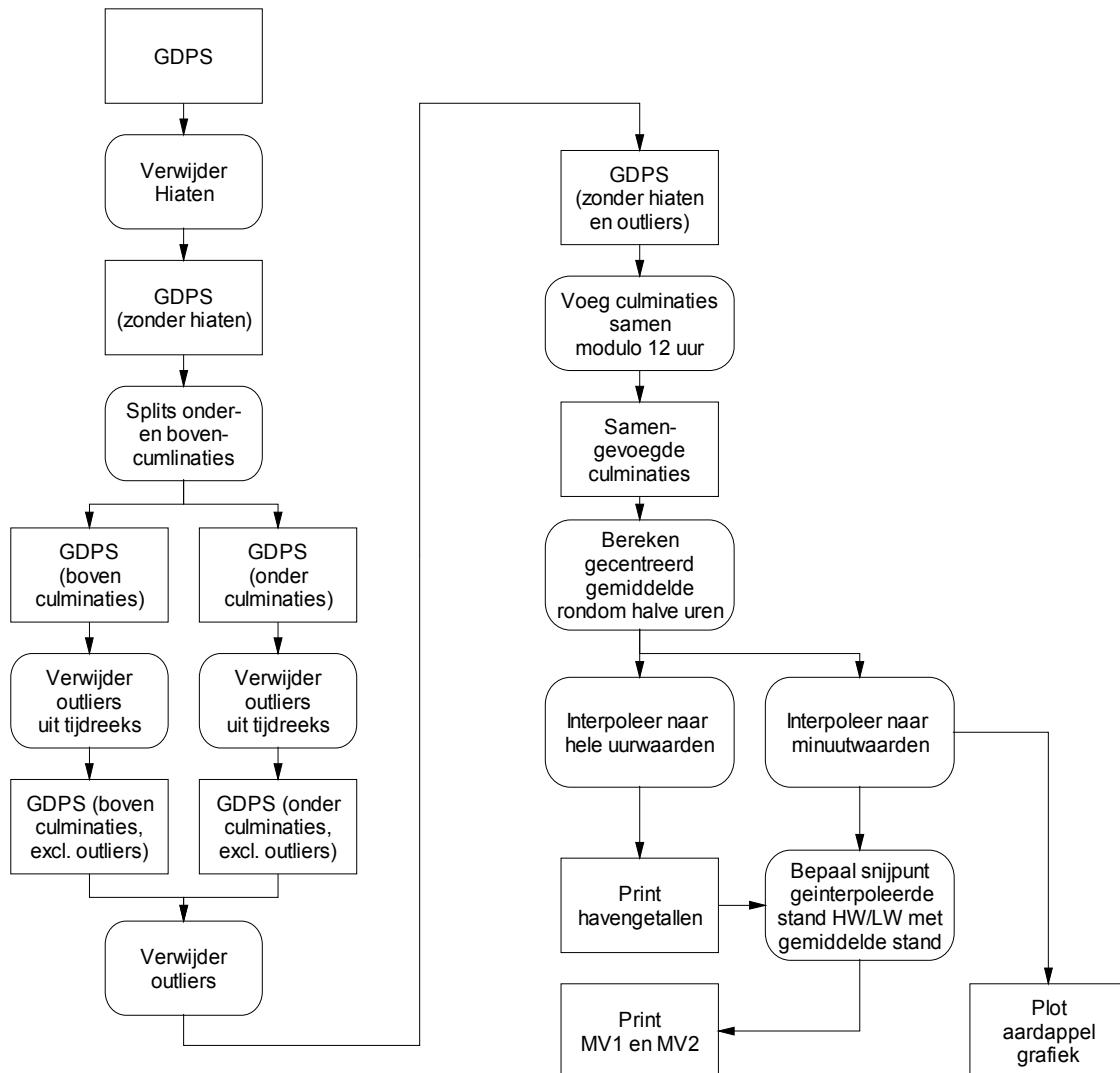 GDPS
Verwijder
Hiaten
GDPS
(zonder hiaten)
Splits onder-
en boven-
cumlinaties
GDPS
(boven
culminaties)
GDPS
(onder
culminaties)
Verwijder
outliers
uit tijdreeks
Verwijder
outliers
uit tijdreeks
GDPS (boven
culminaties,
excl. outliers)
GDPS (onder
culminaties,
excl. outliers)
Verwijder
outliers
GDPS
(zonder hiaten
en outliers)
Voeg culminaties
samen
modulo 12 uur
Samen-
gevoegde
culminaties
Bereken
gecentreerd
gemiddelde
rondom halve uren
Interpoleer naar
hele uurwaarden
Interpoleer naar
minuutwaarden
Print
havengetallen
Bepaal snijpunt
geinterpoleerde
stand HW/LW met
gemiddelde stand
Print
MV1 en MV2
Plot
aardappel
grafiek